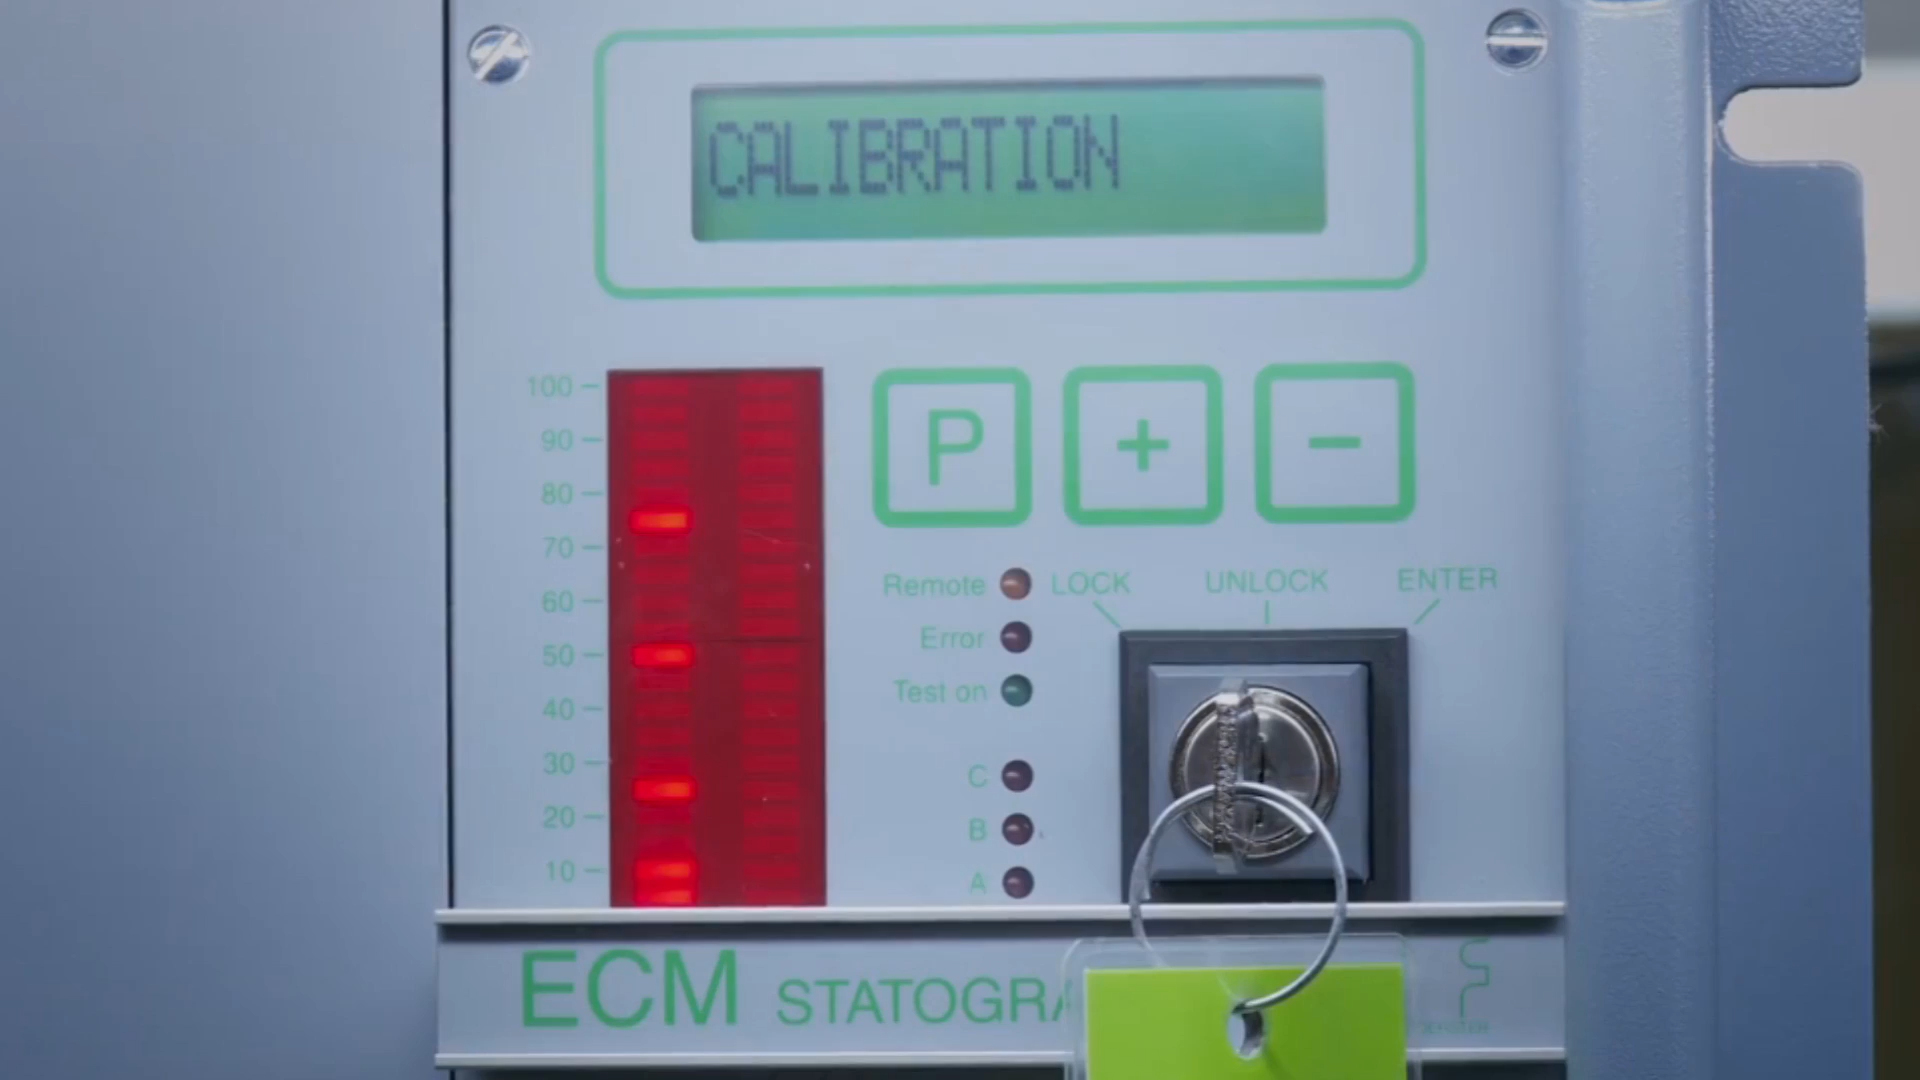 CALIBRATION
100
90
80
70
60
50
40
30
20
10
P + −
Remote
Error
Test on
C
B
A
LOCK UNLOCK ENTER
ECM STATOGRA